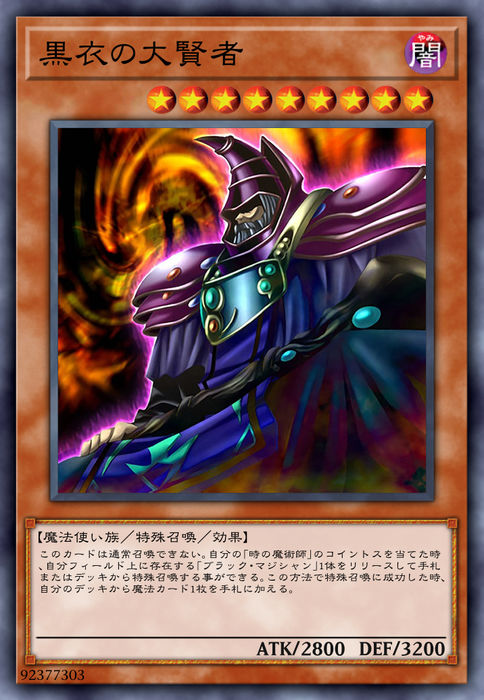 黒衣の大賢者
やみ
闇
【魔法使い族／特殊召喚／効果】
このカードは通常召喚できない。自分の「時の魔術師」のコイントスを当てた時
、自分フィールド上に存在する「ブラック・マジシャン」1体をリリースして手札
またはデッキから特殊召喚する事ができる。この方法で特殊召喚に成功した時、
自分のデッキから魔法カード1枚を手札に加える。
ATK/2800 DEF/3200
92377303